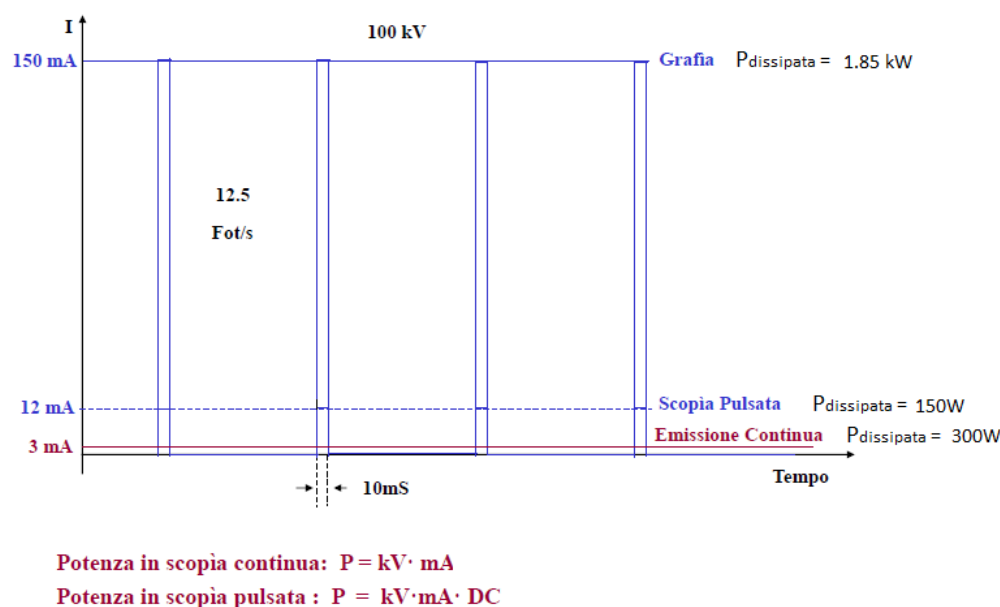 I
100 kV
150 mA
Grafia Pdissipata = 1.85 kW
12.5
Fot/s
12 mA
Scopìa Pulsata Pdissipata = 150W
Emissione Continua Pdissipata = 300W
3 mA
Tempo
10mS
Potenza in scopìa continua: P = kV· mA
Potenza in scopìa pulsata : P = kV·mA· DC